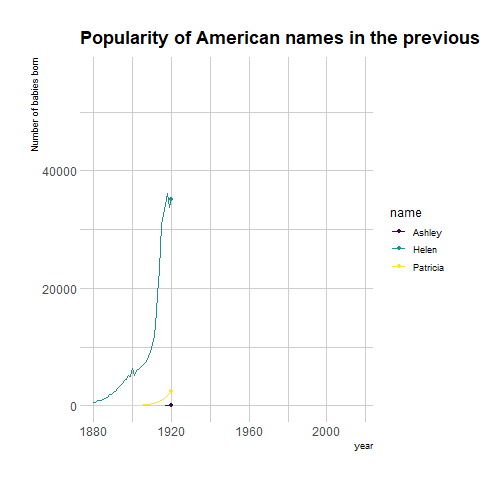 Popularity of American names in the previous
Number of babies born
40000
20000
0
1880 1920 1960 2000
year
name
Ashley
Helen
Patricia